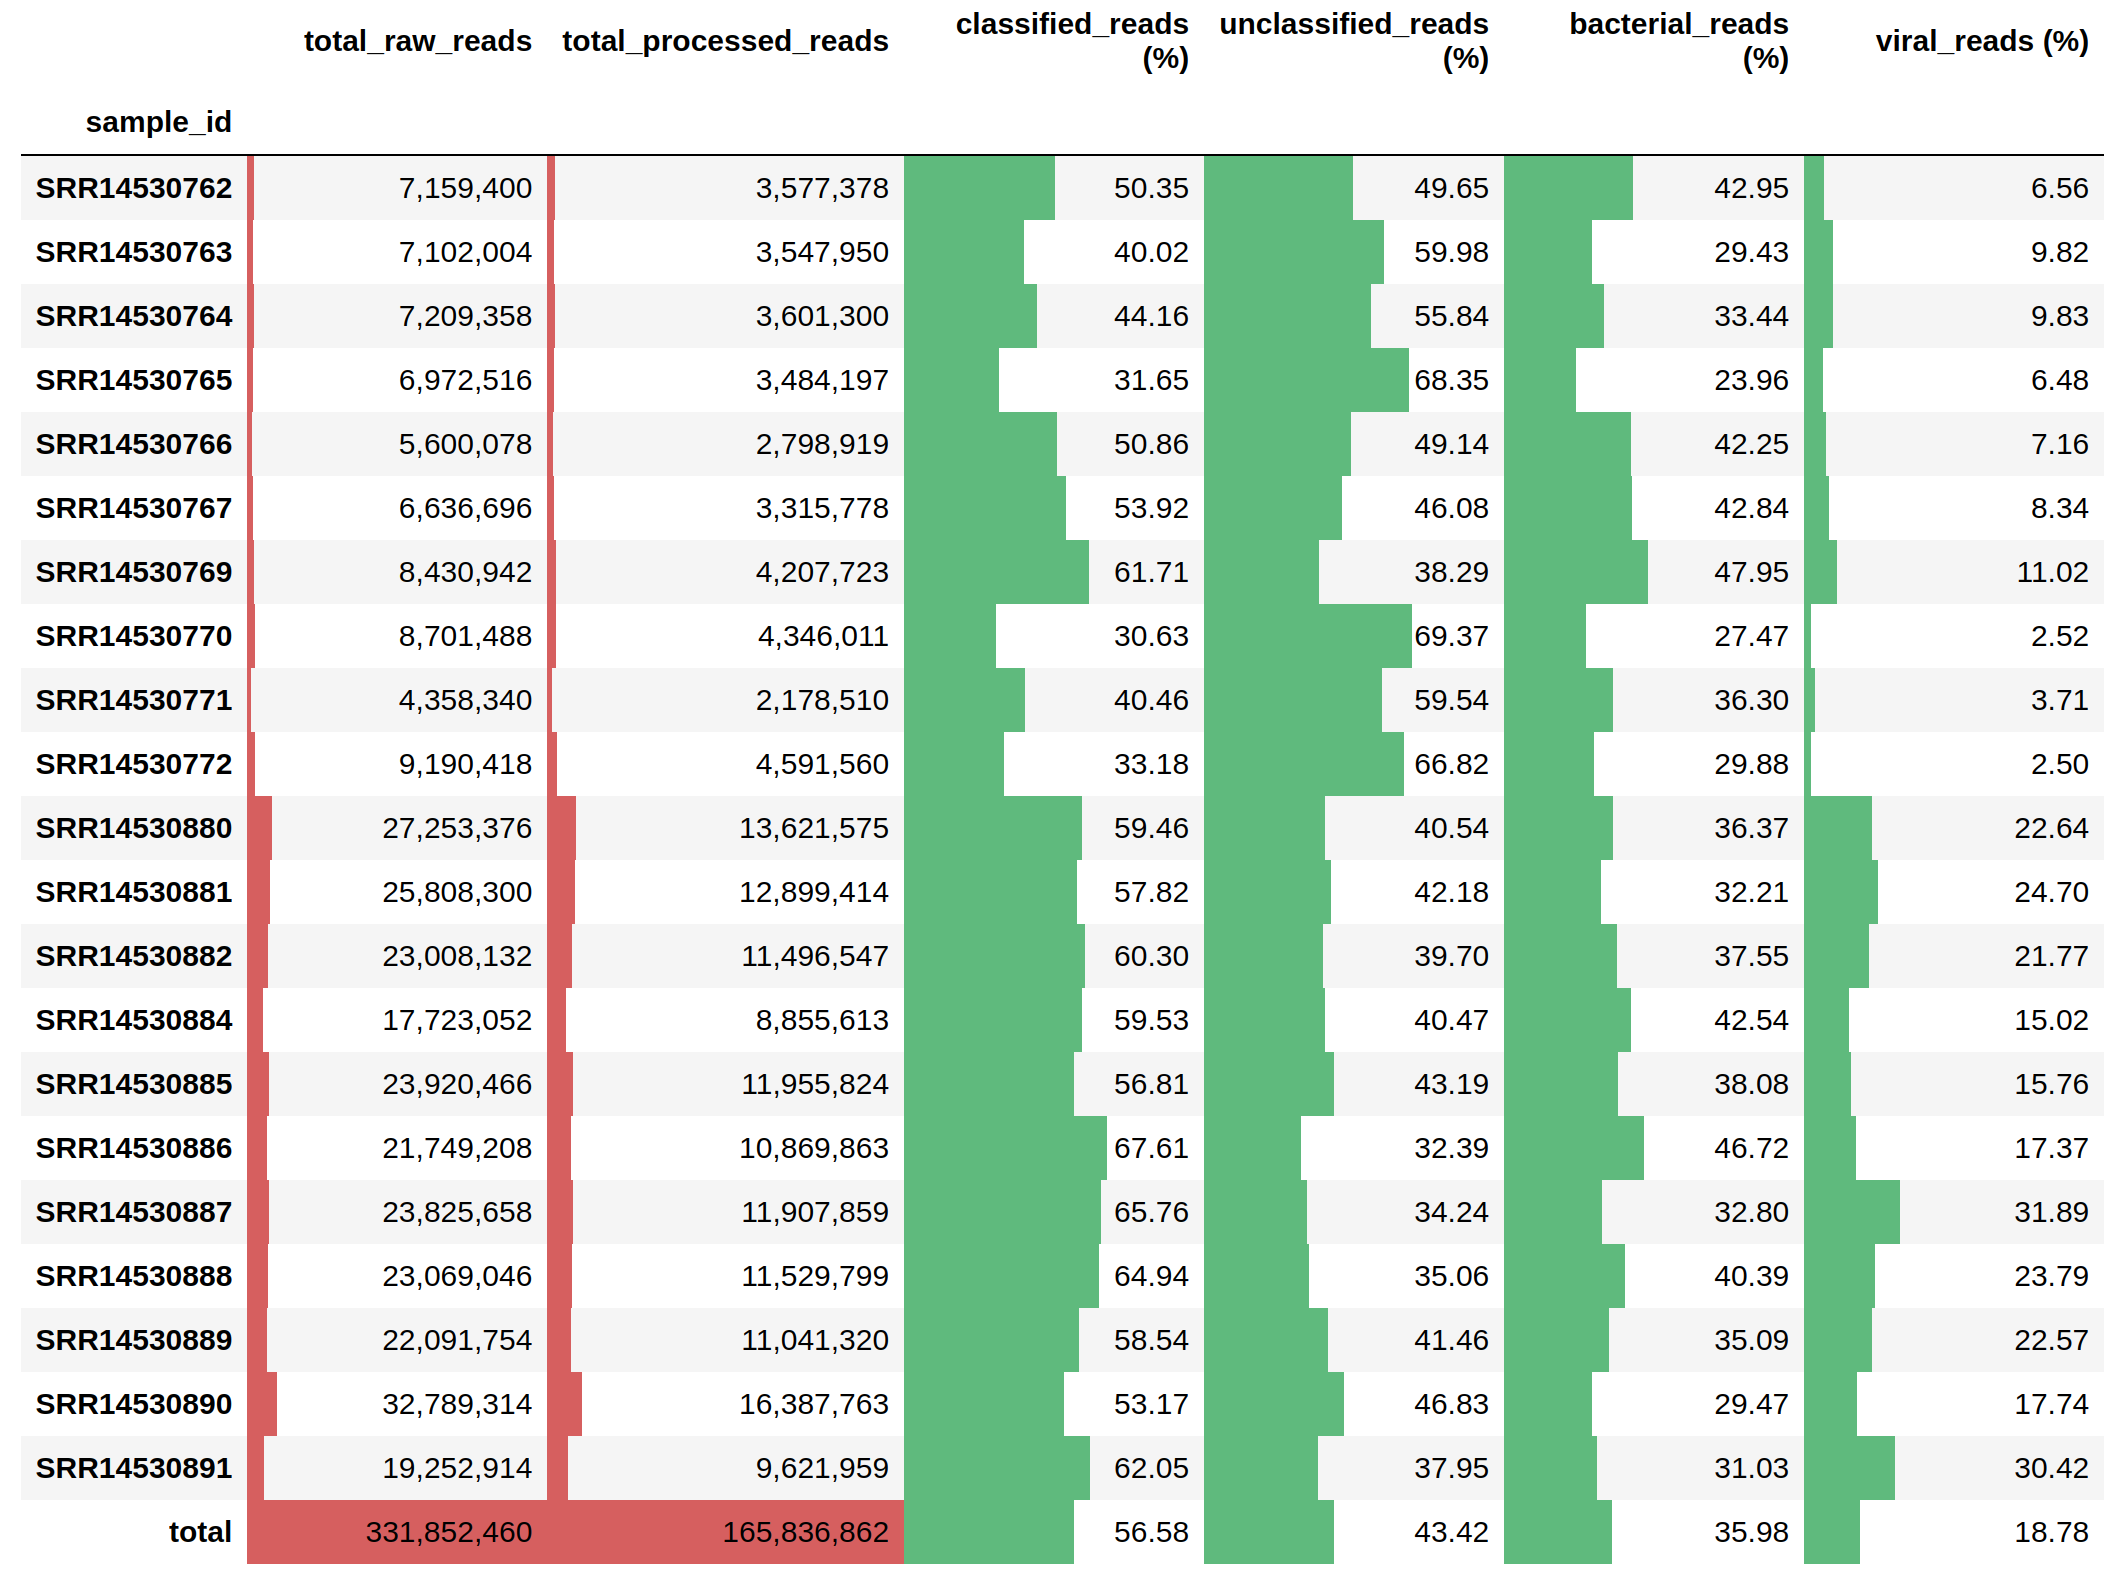 total_raw_reads total_processed_reads classified_reads (%) unclassified_reads (%) bacterial_reads (%) viral_reads (%)
sample_id
SRR14530762 7,159,400 3,577,378 50.35 49.65 42.95 6.56
SRR14530763 7,102,004 3,547,950 40.02 59.98 29.43 9.82
SRR14530764 7,209,358 3,601,300 44.16 55.84 33.44 9.83
SRR14530765 6,972,516 3,484,197 31.65 68.35 23.96 6.48
SRR14530766 5,600,078 2,798,919 50.86 49.14 42.25 7.16
SRR14530767 6,636,696 3,315,778 53.92 46.08 42.84 8.34
SRR14530769 8,430,942 4,207,723 61.71 38.29 47.95 11.02
SRR14530770 8,701,488 4,346,011 30.63 69.37 27.47 2.52
SRR14530771 4,358,340 2,178,510 40.46 59.54 36.30 3.71
SRR14530772 9,190,418 4,591,560 33.18 66.82 29.88 2.50
SRR14530880 27,253,376 13,621,575 59.46 40.54 36.37 22.64
SRR14530881 25,808,300 12,899,414 57.82 42.18 32.21 24.70
SRR14530882 23,008,132 11,496,547 60.30 39.70 37.55 21.77
SRR14530884 17,723,052 8,855,613 59.53 40.47 42.54 15.02
SRR14530885 23,920,466 11,955,824 56.81 43.19 38.08 15.76
SRR14530886 21,749,208 10,869,863 67.61 32.39 46.72 17.37
SRR14530887 23,825,658 11,907,859 65.76 34.24 32.80 31.89
SRR14530888 23,069,046 11,529,799 64.94 35.06 40.39 23.79
SRR14530889 22,091,754 11,041,320 58.54 41.46 35.09 22.57
SRR14530890 32,789,314 16,387,763 53.17 46.83 29.47 17.74
SRR14530891 19,252,914 9,621,959 62.05 37.95 31.03 30.42
total 331,852,460 165,836,862 56.58 43.42 35.98 18.78